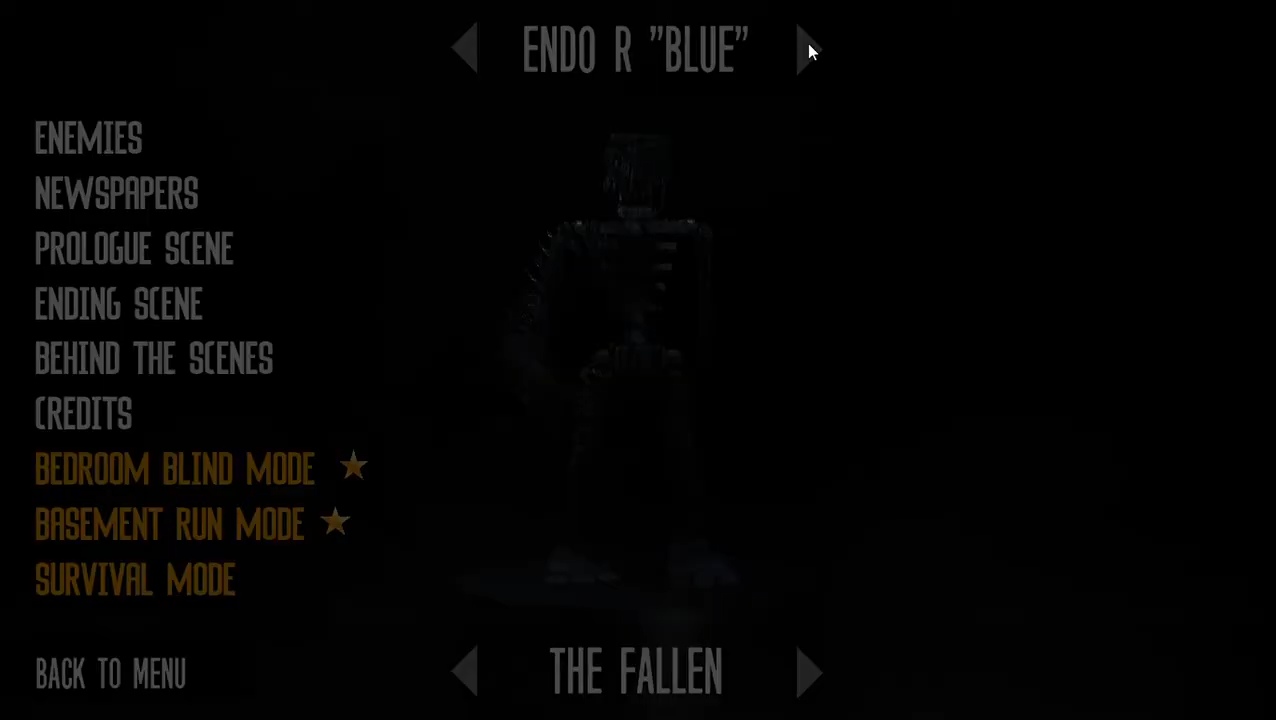 ENDO R "BLUE"
ENEMIES
NEWSPAPERS
PROLOGUE SCENE
ENDING SCENE
BEHIND THE SCENES
CREDITS
BEDROOM BLIND MODE
BASEMENT RUN MODE
SURVIVAL MODE
BACK TO MENU
THE FALLEN